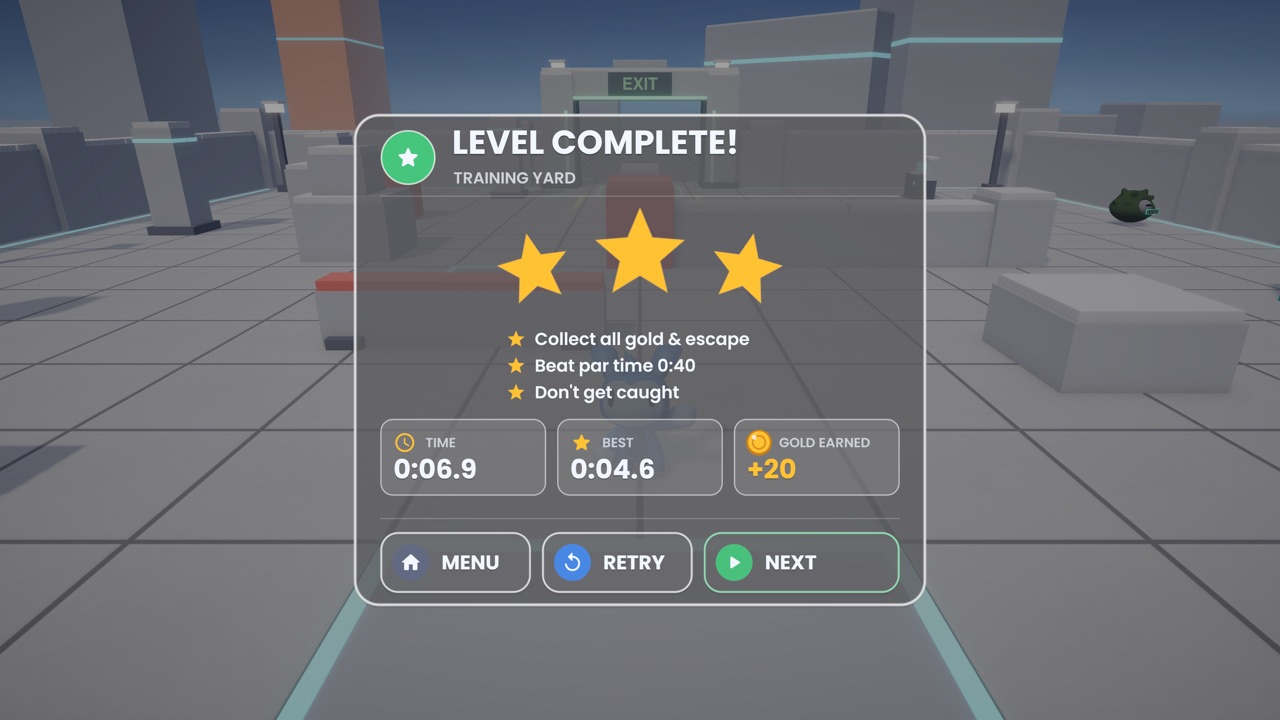 EXIT
LEVEL COMPLETE!
TRAINING YARD
Collect all gold & escape
Beat par time 0:40
Don't get caught
TIME
0:06.9
BEST
0:04.6
GOLD EARNED
+20
MENU
RETRY
NEXT